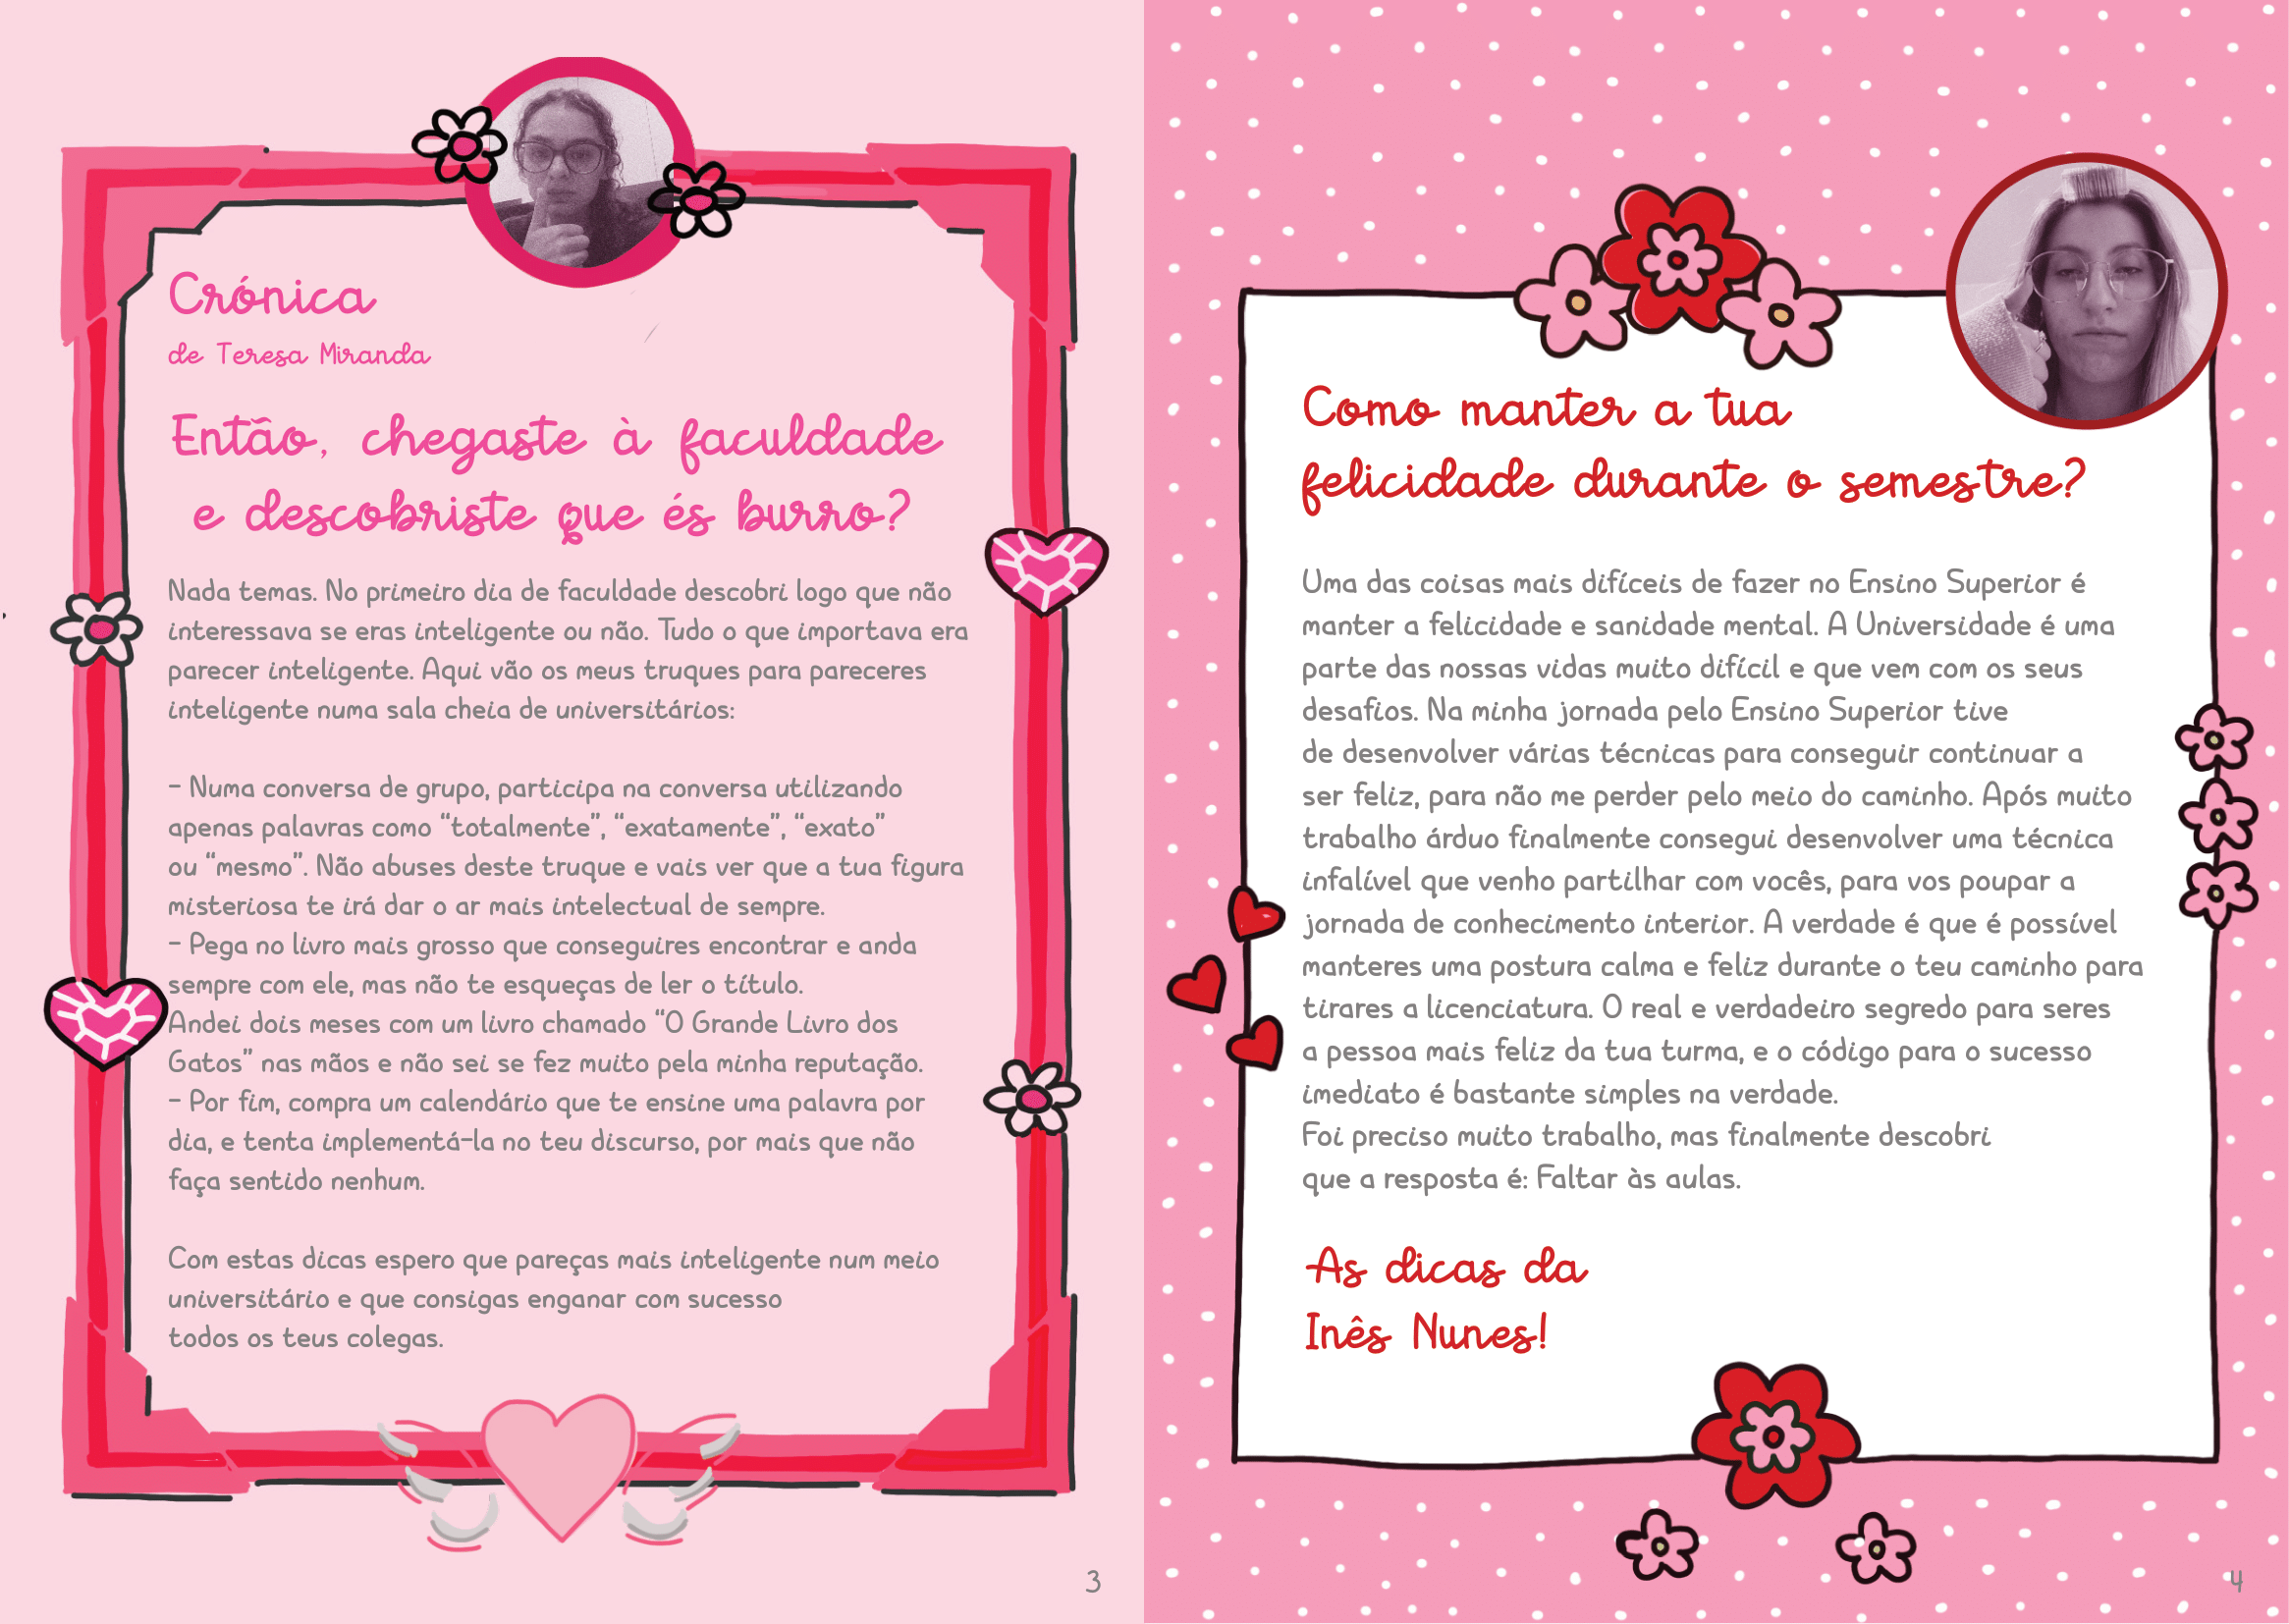 Crónica
de Teresa Miranda
Então, chegaste à faculdade
e descobriste que és burro?
Nada temas. No primeiro dia de faculdade descobri logo que não
interessava se eras inteligente ou não. Tudo o que importava era
parecer inteligente. Aqui vão os meus truques para pareceres
inteligente numa sala cheia de universitários:
- Numa conversa de grupo, participa na conversa utilizando
apenas palavras como “totalmente”, “exatamente”, “exato”
ou “mesmo”. Não abuses deste truque e vais ver que a tua figura
misteriosa te irá dar o ar mais intelectual de sempre.
- Pega no livro mais grosso que conseguires encontrar e anda
sempre com ele, mas não te esqueças de ler o título.
Andei dois meses com um livro chamado “O Grande Livro dos
Gatos” nas mãos e não sei se fez muito pela minha reputação.
- Por fim, compra um calendário que te ensine uma palavra por
dia, e tenta implementá-la no teu discurso, por mais que não
faça sentido nenhum.
Com estas dicas espero que pareças mais inteligente num meio
universitário e que consigas enganar com sucesso
todos os teus colegas.
3
Como manter a tua
felicidade durante o semestre?
Uma das coisas mais difíceis de fazer no Ensino Superior é
manter a felicidade e sanidade mental. A Universidade é uma
parte das nossas vidas muito difícil e que vem com os seus
desafios. Na minha jornada pelo Ensino Superior tive
de desenvolver várias técnicas para conseguir continuar a
ser feliz, para não me perder pelo meio do caminho. Após muito
trabalho árduo finalmente consegui desenvolver uma técnica
infalível que venho partilhar com vocês, para vos poupar a
jornada de conhecimento interior. A verdade é que é possível
manteres uma postura calma e feliz durante o teu caminho para
tirares a licenciatura. O real e verdadeiro segredo para seres
a pessoa mais feliz da tua turma, e o código para o sucesso
imediato é bastante simples na verdade.
Foi preciso muito trabalho, mas finalmente descobri
que a resposta é: Faltar às aulas.
As dicas da
Inês Nunes!
4